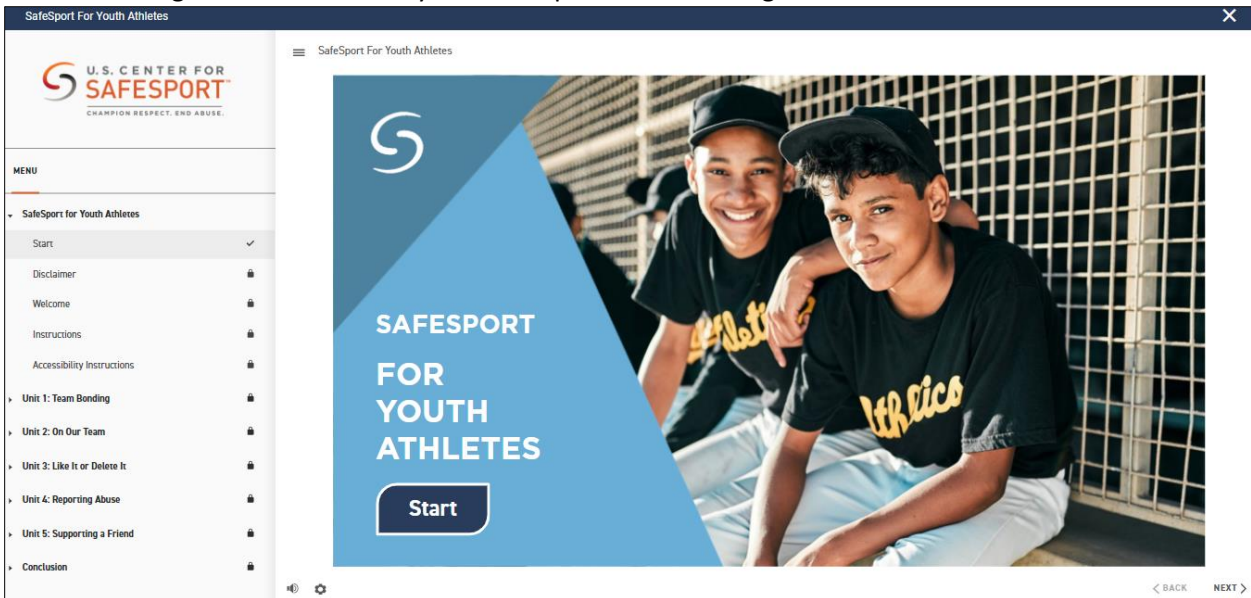 SafeSport For Youth Athletes
U.S. CENTER FOR
SAFESPORT™
CHAMPION RESPECT. END ABUSE.
MENU
SafeSport for Youth Athletes
Start
Disclaimer
Welcome
Instructions
Accessibility Instructions
Unit 1: Team Bonding
Unit 2: On Our Team
Unit 3: Like It or Delete It
Unit 4: Reporting Abuse
Unit 5: Supporting a Friend
Conclusion
SafeSport For Youth Athletes
SAFESPORT
FOR
YOUTH
ATHLETES
Start
BACK
NEXT